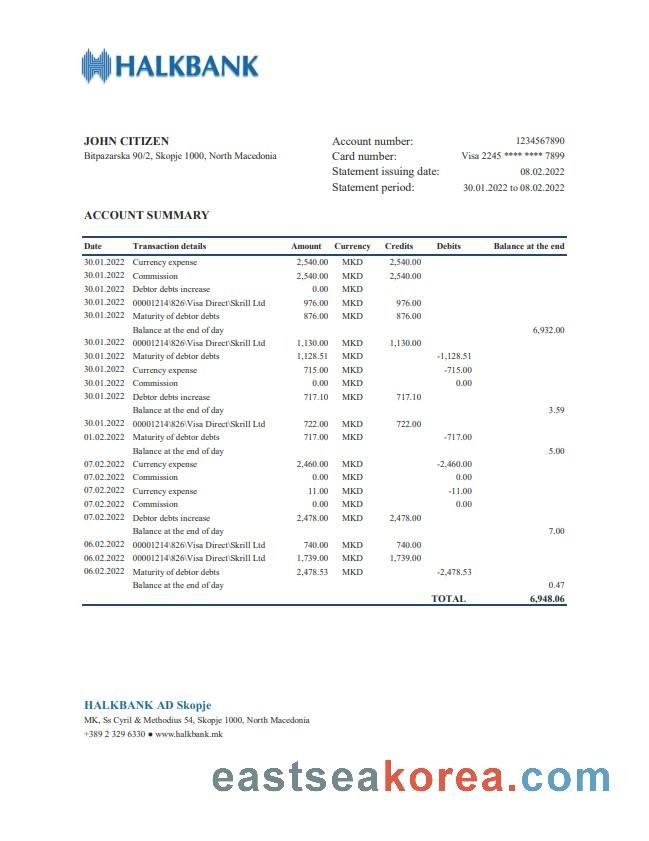 HALKBANK
JOHN CITIZEN
Bitpazarska 90/2, Skopje 1000, North Macedonia
Account number: 1234567890
Card number: Visa 2245 **** **** 7899
Statement issuing date: 08.02.2022
Statement period: 30.01.2022 to 08.02.2022
ACCOUNT SUMMARY
Date Transaction details Amount Currency Credits Debits Balance at the end
30.01.2022 Currency expense 2,540.00 MKD 2,540.00
30.01.2022 Commission 2,540.00 MKD 2,540.00
30.01.2022 Debtor debts increase 0.00 MKD
30.01.2022 00001214\826\Visa Direct\Skrill Ltd 976.00 MKD 976.00
30.01.2022 Maturity of debtor debts 876.00 MKD 876.00
Balance at the end of day 6,932.00
30.01.2022 00001214\826\Visa Direct\Skrill Ltd 1,130.00 MKD 1,130.00
30.01.2022 Maturity of debtor debts 1,128.51 MKD -1,128.51
30.01.2022 Currency expense 715.00 MKD -715.00
30.01.2022 Commission 0.00 MKD 0.00
30.01.2022 Debtor debts increase 717.10 MKD 717.10
Balance at the end of day 3.59
30.01.2022 00001214\826\Visa Direct\Skrill Ltd 722.00 MKD 722.00
01.02.2022 Maturity of debtor debts 717.00 MKD -717.00
Balance at the end of day 5.00
07.02.2022 Currency expense 2,460.00 MKD -2,460.00
07.02.2022 Commission 0.00 MKD 0.00
07.02.2022 Currency expense 11.00 MKD -11.00
07.02.2022 Commission 0.00 MKD 0.00
07.02.2022 Debtor debts increase 2,478.00 MKD 2,478.00
Balance at the end of day 7.00
06.02.2022 00001214\826\Visa Direct\Skrill Ltd 740.00 MKD 740.00
06.02.2022 00001214\826\Visa Direct\Skrill Ltd 1,739.00 MKD 1,739.00
06.02.2022 Maturity of debtor debts 2,478.53 MKD -2,478.53
Balance at the end of day 0.47
TOTAL 6,948.06
HALKBANK AD Skopje
MK, Ss Cyril & Methodius 54, Skopje 1000, North Macedonia
+389 2 329 6330 ● www.halkbank.mk
eastseakorea.com